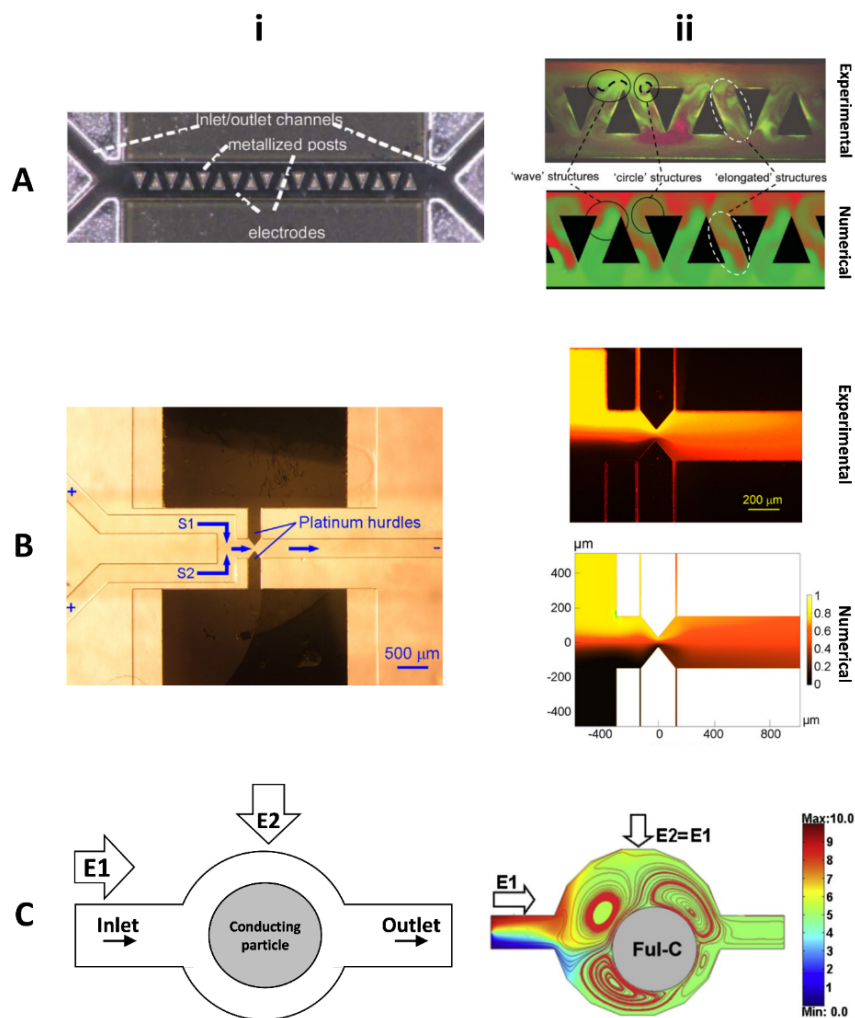 i
ii
A
Inlet/outlet channels
metallized posts
electrodes
Experimental
'wave' structures
'circle' structures
'elongated' structures
Numerical
B
+
S1
Platinum hurdles
-
S2
+
500 µm
Experimental
200 µm
µm
400
200
0
-200
-400
1
0.8
0.6
0.4
0.2
0
Numerical
-400
0
400
800
µm
C
E1
E2
Inlet
Conducting
particle
Outlet
E2=E1
E1
Ful-C
Max:10.0
9
8
7
6
5
4
3
2
1
Min: 0.0